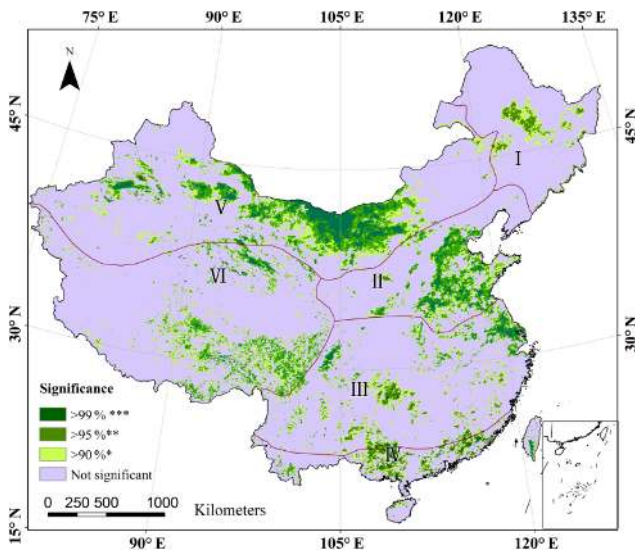 75° E 90° E 105° E 120° E 135° E
N
45° N 45° N
I
V
VI
II
30° N 30° N
III
IV
Significance
>99% ***
>95%**
>90%*
Not significant
0 250 500 1000
Kilometers
15° N 15° N
90° E 105° E 120° E